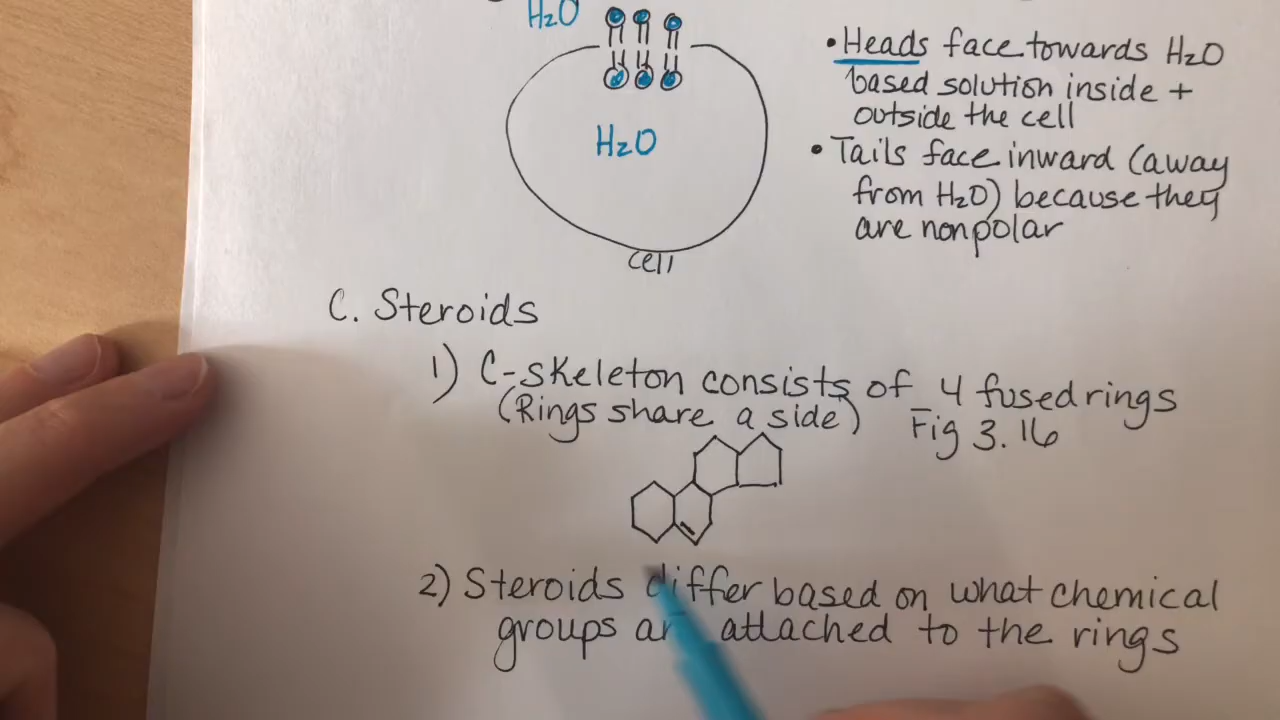 H₂O
• Heads face towards H₂O
based solution inside +
outside the cell
H₂O
• Tails face inward (away
from H₂O) because they
are nonpolar
cell
C. Steroids
1) C-skeleton consists of 4 fused rings
(Rings share a side) Fig 3.16
2) Steroids differ based on what chemical
groups attached to the rings